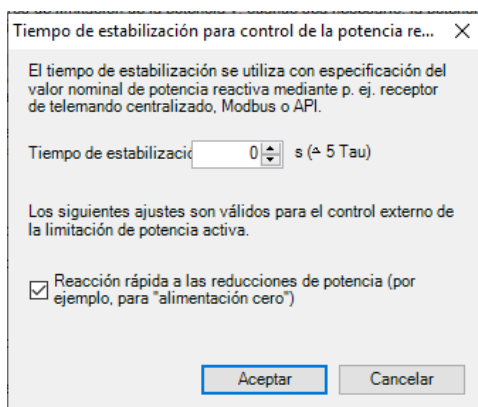 Tiempo de estabilización para control de la potencia re...
El tiempo de estabilización se utiliza con especificación del
valor nominal de potencia reactiva mediante p. ej. receptor
de telemando centralizado, Modbus o API.
Tiempo de estabilizació 0 s (≙ 5 Tau)
Los siguientes ajustes son válidos para el control externo de
la limitación de potencia activa.
Reacción rápida a las reducciones de potencia (por
ejemplo, para "alimentación cero")
Aceptar Cancelar